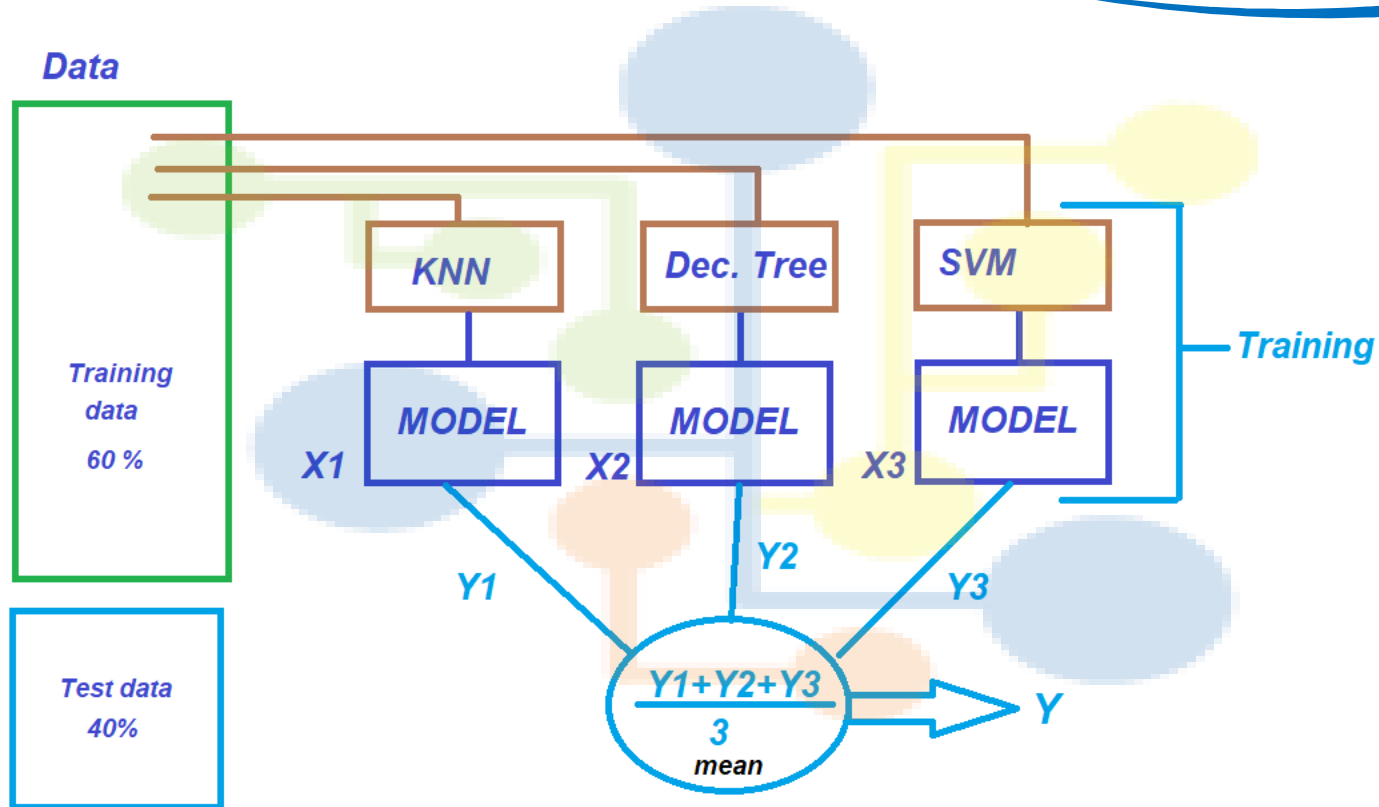 Data
KNN
Dec. Tree
SVM
Training
Training
data
60 %
MODEL
MODEL
MODEL
X1
X2
X3
Y1
Y2
Y3
Test data
40%
Y1+Y2+Y3
3
mean
Y